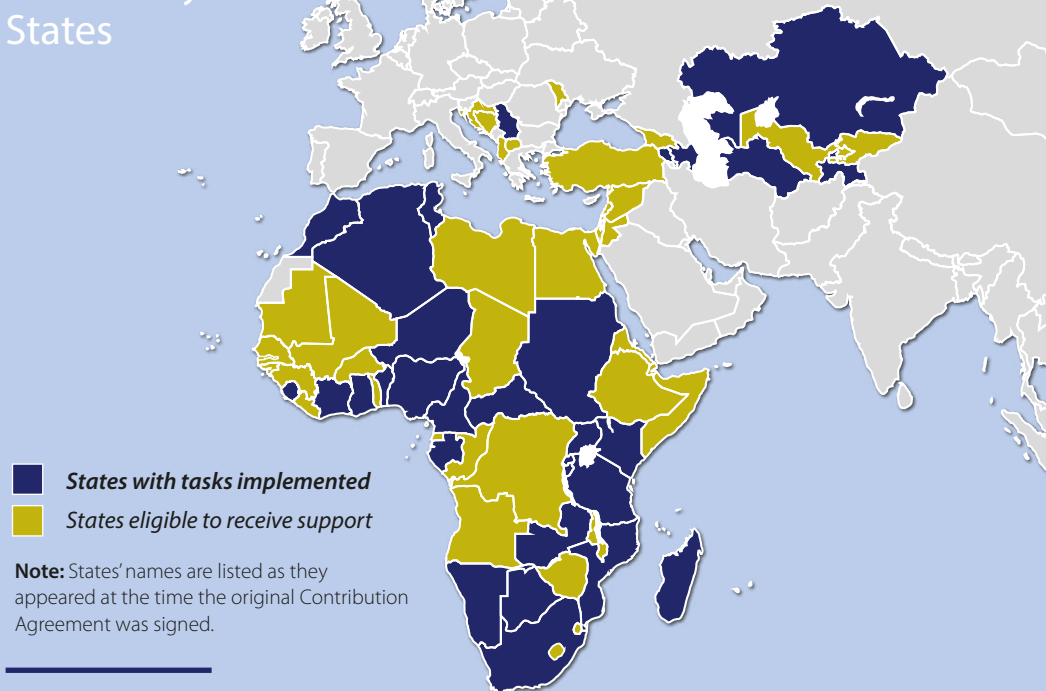 States
States with tasks implemented
States eligible to receive support
Note: States’ names are listed as they
appeared at the time the original Contribution
Agreement was signed.